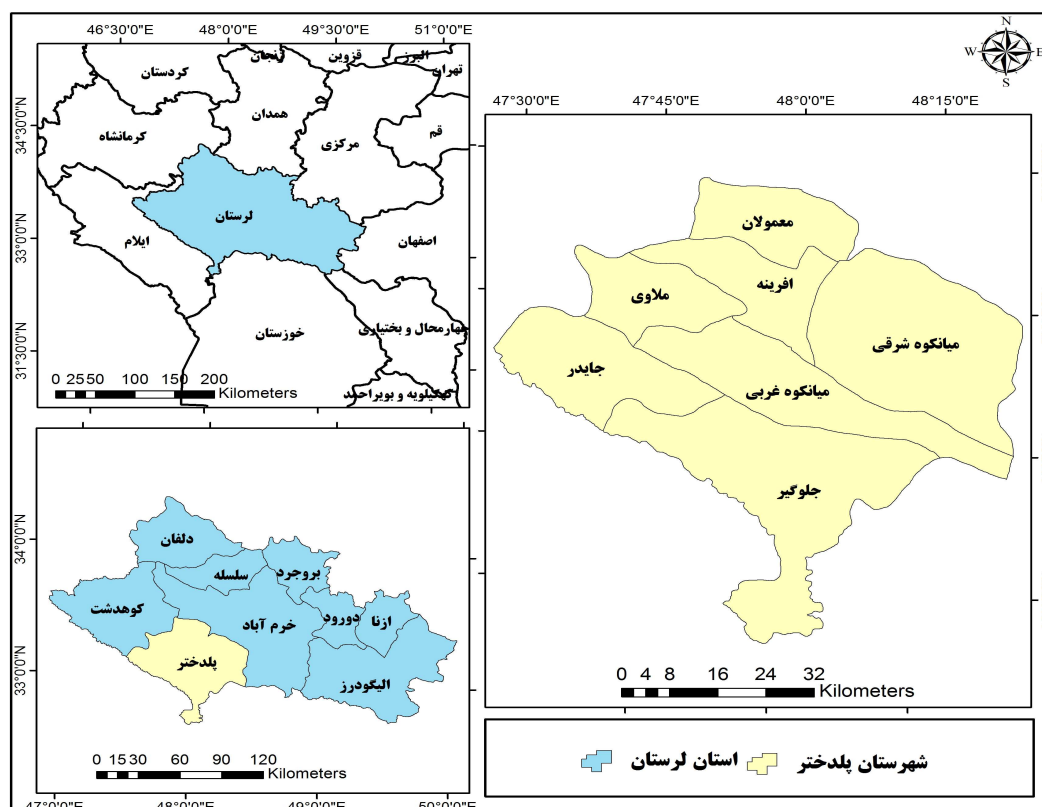 46°30'0"E 48°0'0"E 49°30'0"E 51°0'0"E
34°30'0"N
33°0'0"N
31°30'0"N
زنجان
قزوین
البرز
تهران
کردستان
همدان
قم
کرمانشاه
مرکزی
لرستان
ایلام
اصفهان
خوزستان
چهارمحال و بختیاری
کهگیلویه و بویراحمد
0 25 50 100 150 200
Kilometers
N
W E
S
47°30'0"E 47°45'0"E 48°0'0"E 48°15'0"E
معمولان
افرینه
ملاوی
میانکوه شرقی
جایدر
میانکوه غربی
جلوگیر
0 4 8 16 24 32
Kilometers
34°0'0"N
33°0'0"N
دلفان
سلسله
بروجرد
کوهدشت
خرم آباد
دورود
ازنا
پلدختر
الیگودرز
0 15 30 60 90 120
Kilometers
47°0'0"E 48°0'0"E 49°0'0"E 50°0'0"E
شهرستان پلدختر
استان لرستان